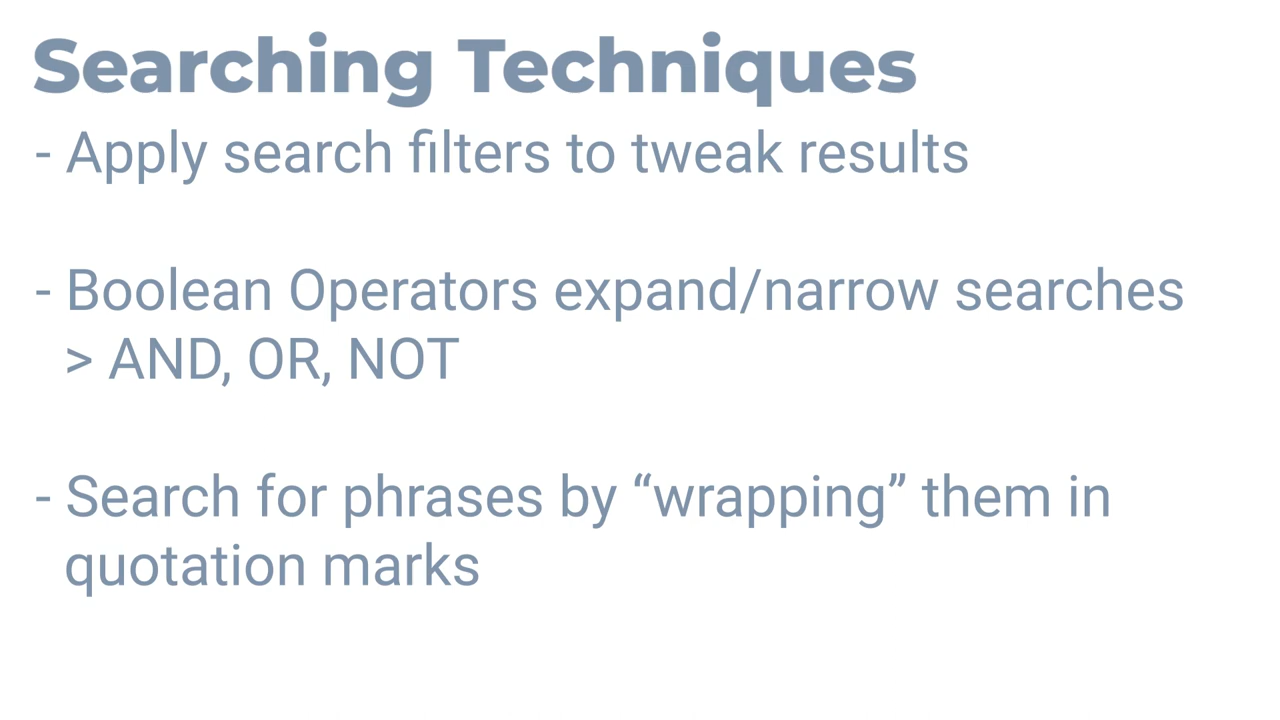 Searching Techniques
- Apply search filters to tweak results
- Boolean Operators expand/narrow searches
> AND, OR, NOT
- Search for phrases by “wrapping” them in
quotation marks